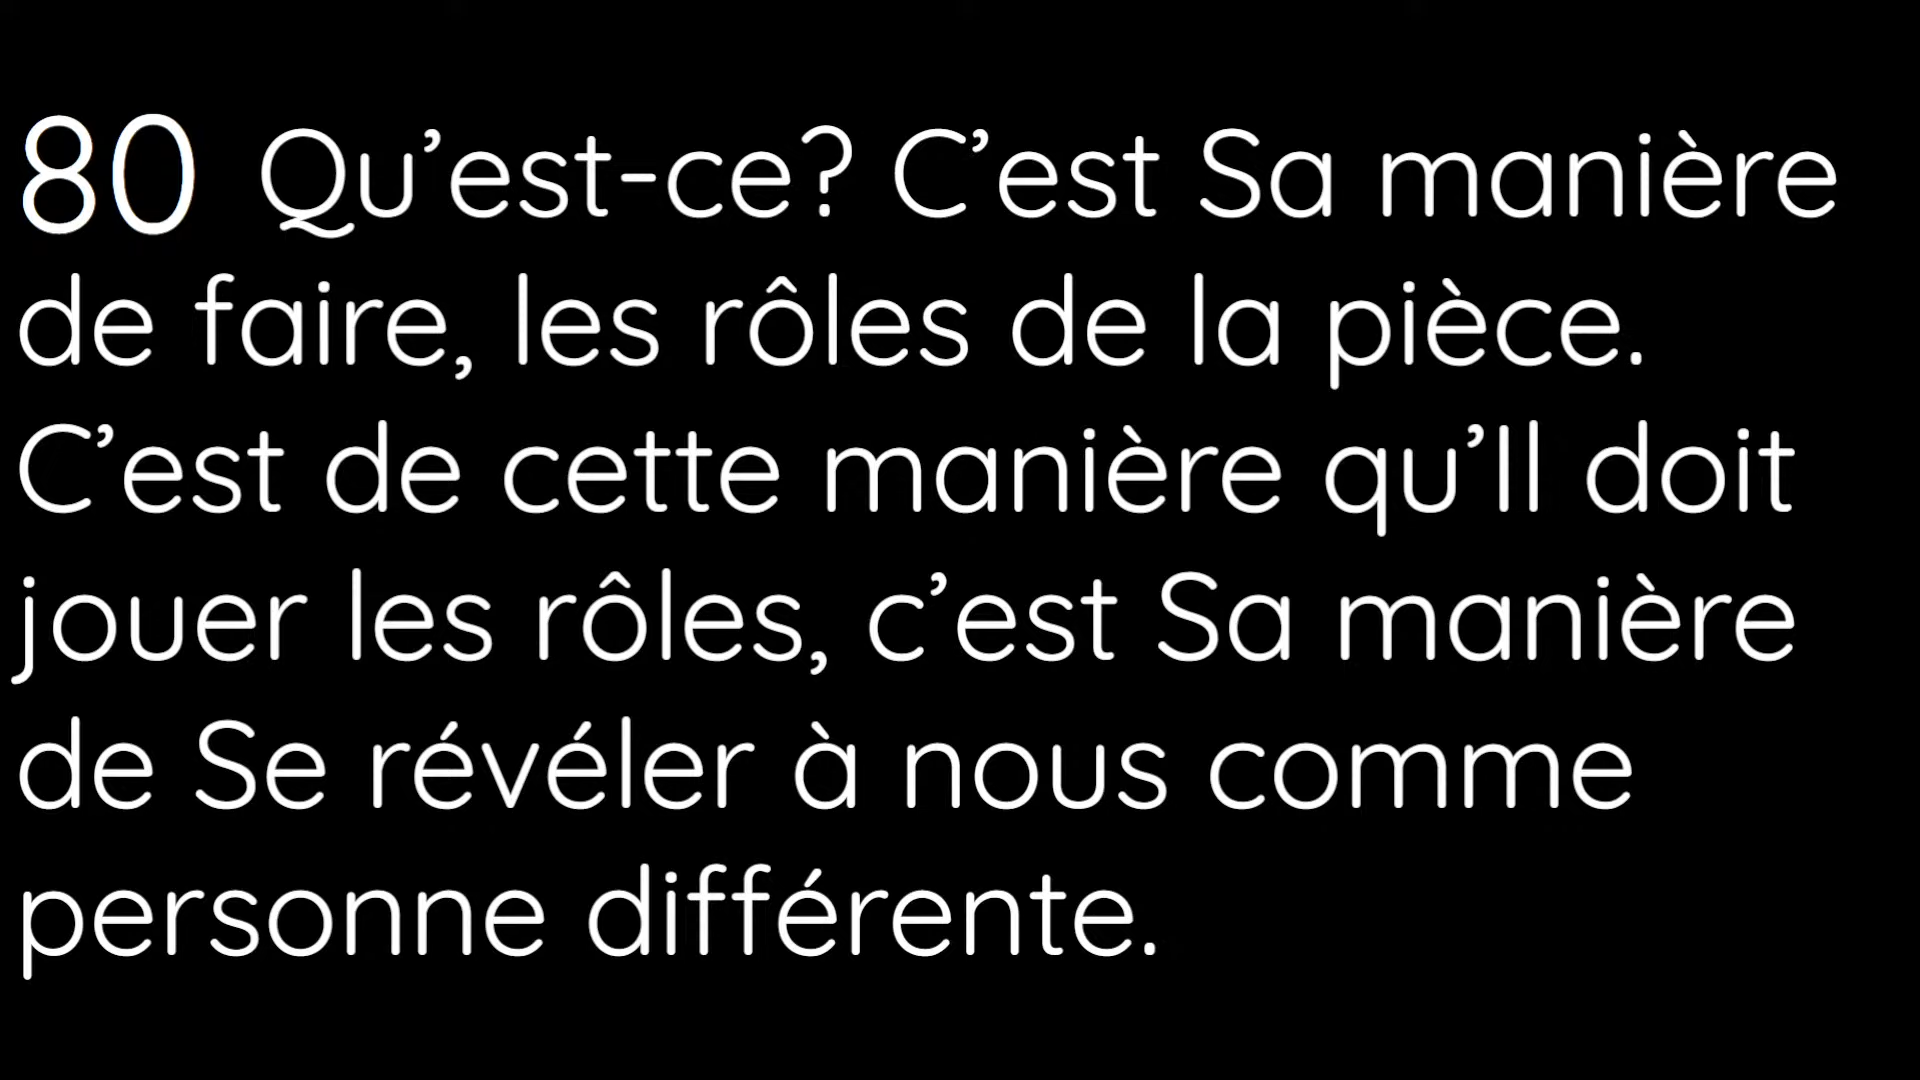 80 Qu’est-ce? C’est Sa manière
de faire, les rôles de la pièce.
C’est de cette manière qu’Il doit
jouer les rôles, c’est Sa manière
de Se révéler à nous comme
personne différente.